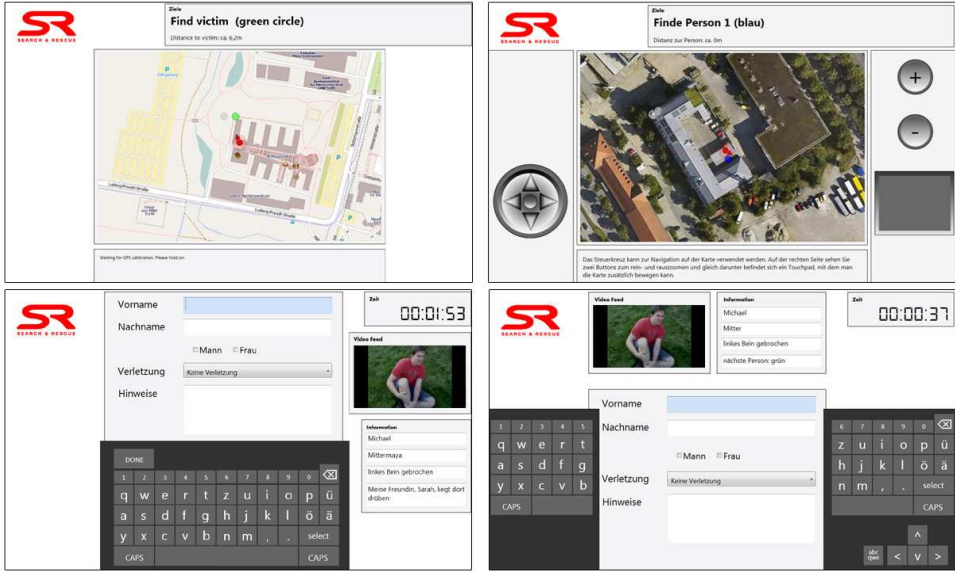 SR
SEARCH & RESCUE
Ziele
Find victim (green circle)
Distance to victim: ca. 6,2m
P
P
P
Ludwig-Prandtl-Straße
Ludwig-Prandtl-Straße
Waiting for GPS calibration. Please hold on
SR
SEARCH & RESCUE
Ziele
Finde Person 1 (blau)
Distanz zur Person: ca. 0m
+
-
Das Steuerkreuz kann zur Navigation auf der Karte verwendet werden. Auf der rechten Seite sehen Sie
zwei Buttons zum rein- und rauszoomen und gleich darunter befindet sich ein Touchpad, mit dem man
die Karte zusätzlich bewegen kann.
SR
SEARCH & RESCUE
Vorname
Nachname
Mann Frau
Verletzung Keine Verletzung
Hinweise
Zeit
00:01:53
Video Feed
Information
Michael
Mittermaya
linkes Bein gebrochen
Meine Freundin, Sarah, liegt dort
drüben
DONE
1 2 3 4 5 6 7 8 9 0
q w e r t z u i o p ü
a s d f g h j k l ö ä
y x c v b n m , . select
CAPS CAPS
SR
SEARCH & RESCUE
Video Feed
Information
Michael
Mitter
linkes Bein gebrochen
nächste Person: grün
Zeit
00:00:37
Vorname
Nachname
Mann Frau
Verletzung Keine Verletzung
Hinweise
1 2 3 4 5
q w e r t
a s d f g
y x c v b
CAPS
6 7 8 9 0
z u i o p ü
h j k l ö ä
n m , . select
CAPS
^
abc
qwe < v >